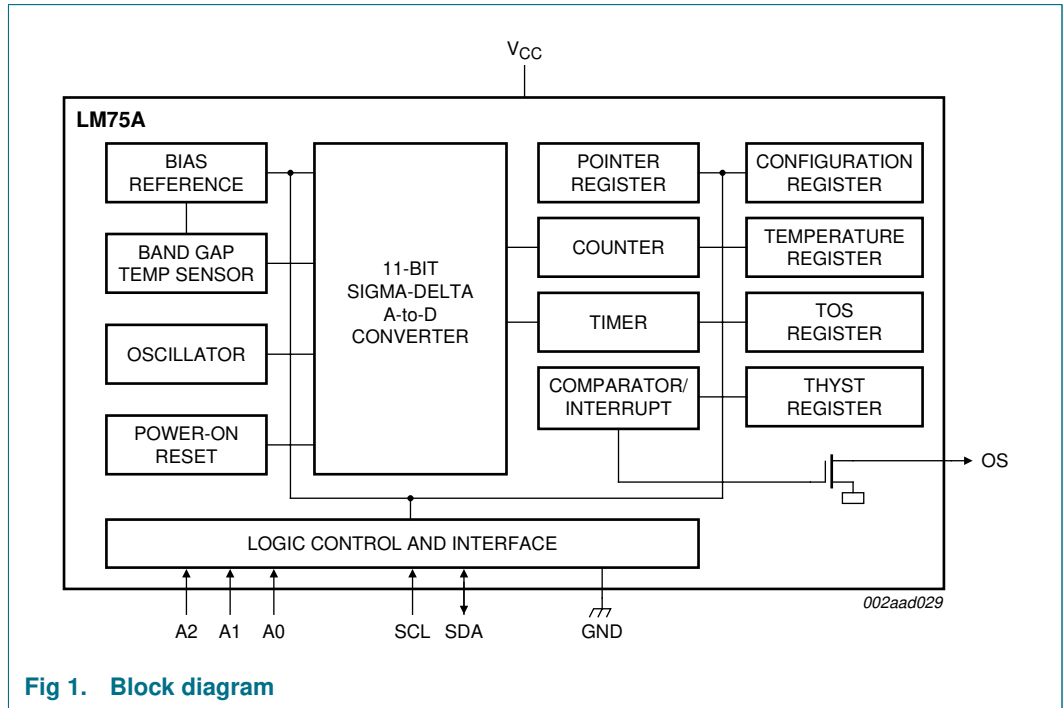 VCC
LM75A
BIAS
REFERENCE
BAND GAP
TEMP SENSOR
OSCILLATOR
POWER-ON
RESET
11-BIT
SIGMA-DELTA
A-to-D
CONVERTER
POINTER
REGISTER
COUNTER
TIMER
COMPARATOR/
INTERRUPT
CONFIGURATION
REGISTER
TEMPERATURE
REGISTER
TOS
REGISTER
THYST
REGISTER
OS
LOGIC CONTROL AND INTERFACE
002aad029
A2 A1 A0 SCL SDA GND
Fig 1. Block diagram